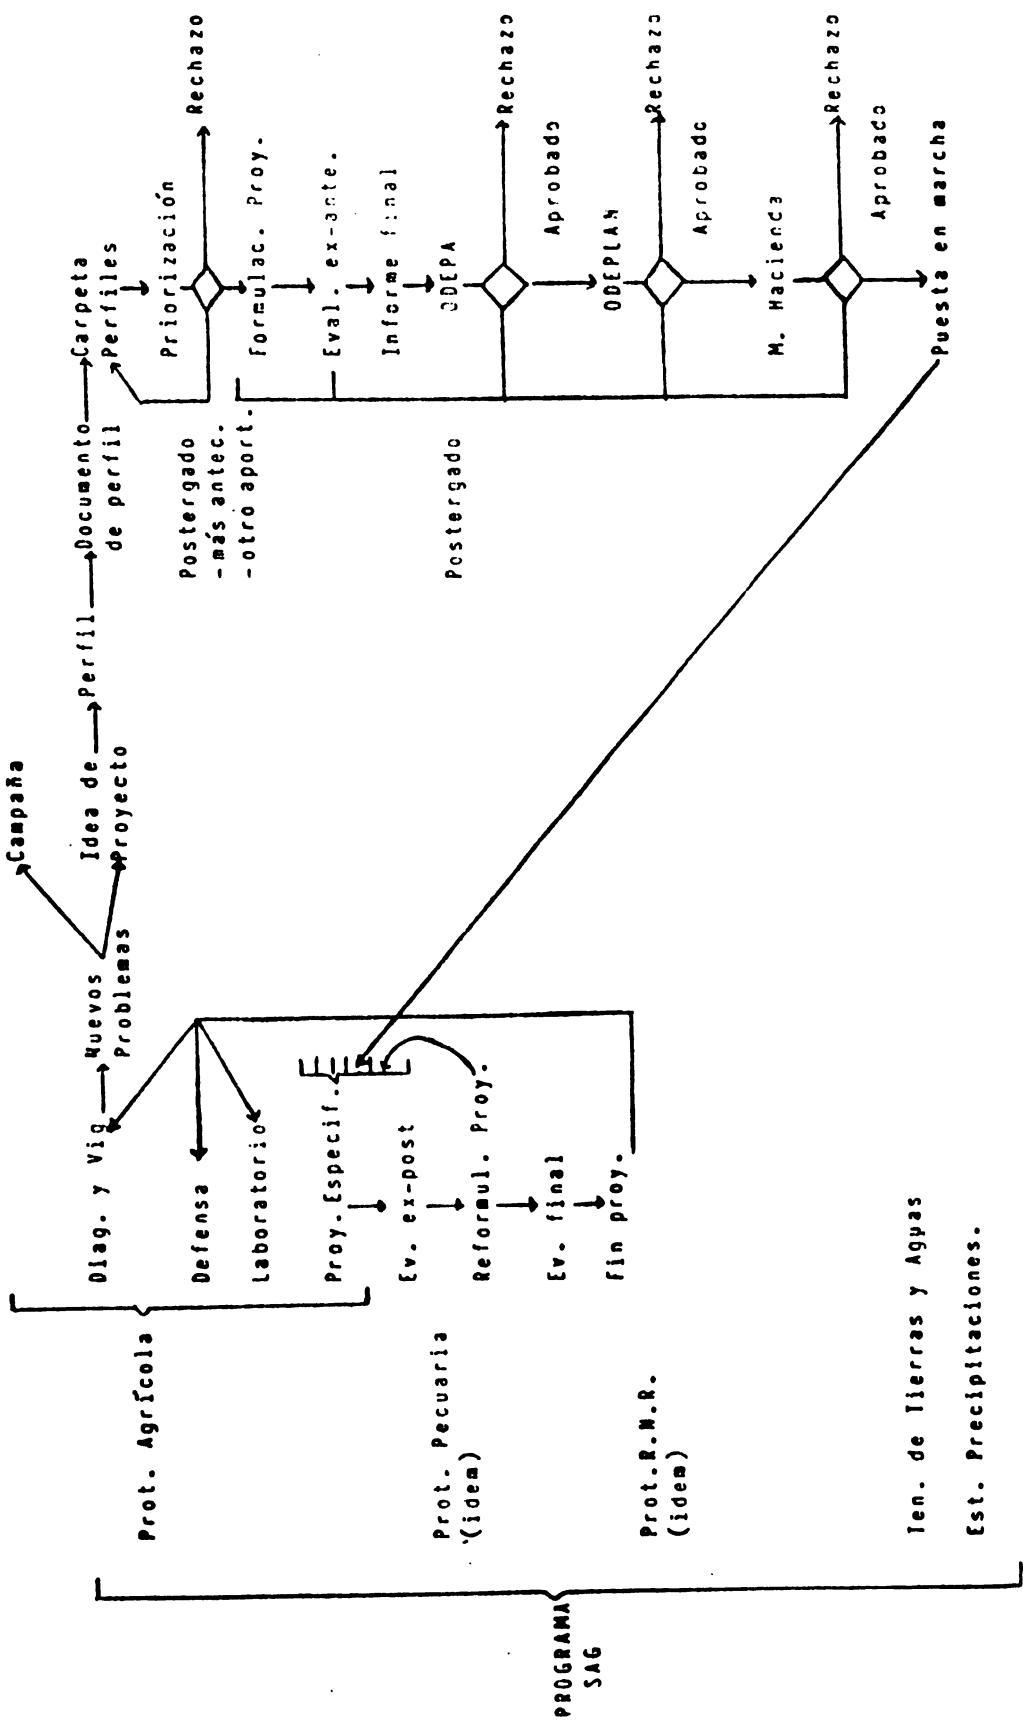 PROGRAMA
SAG
Prot. Agrícola
Prot. Pecuaria
(idem)
Prot.R.N.R.
(idem)
Ten. de Tierras y Aguas
Est. Precipitaciones.
Diag. y Vig.
Defensa
Laboratorio
Proy. Especif.
Ev. ex-post
Reformul. Proy.
Ev. final
Fin proy.
Nuevos
Problemas
Campaña
Idea de
Proyecto
Perfil
Documento
de perfil
Carpeta
Perfiles
Priorización
Rechazo
Postergado
-más antec.
-otro aport.
Formulac. Proy.
Eval. ex-ante.
Informe final
ODEPA
Rechazo
Aprobado
Postergado
ODEPLAN
Rechazo
Aprobado
M. Hacienda
Rechazo
Aprobado
Puesta en marcha